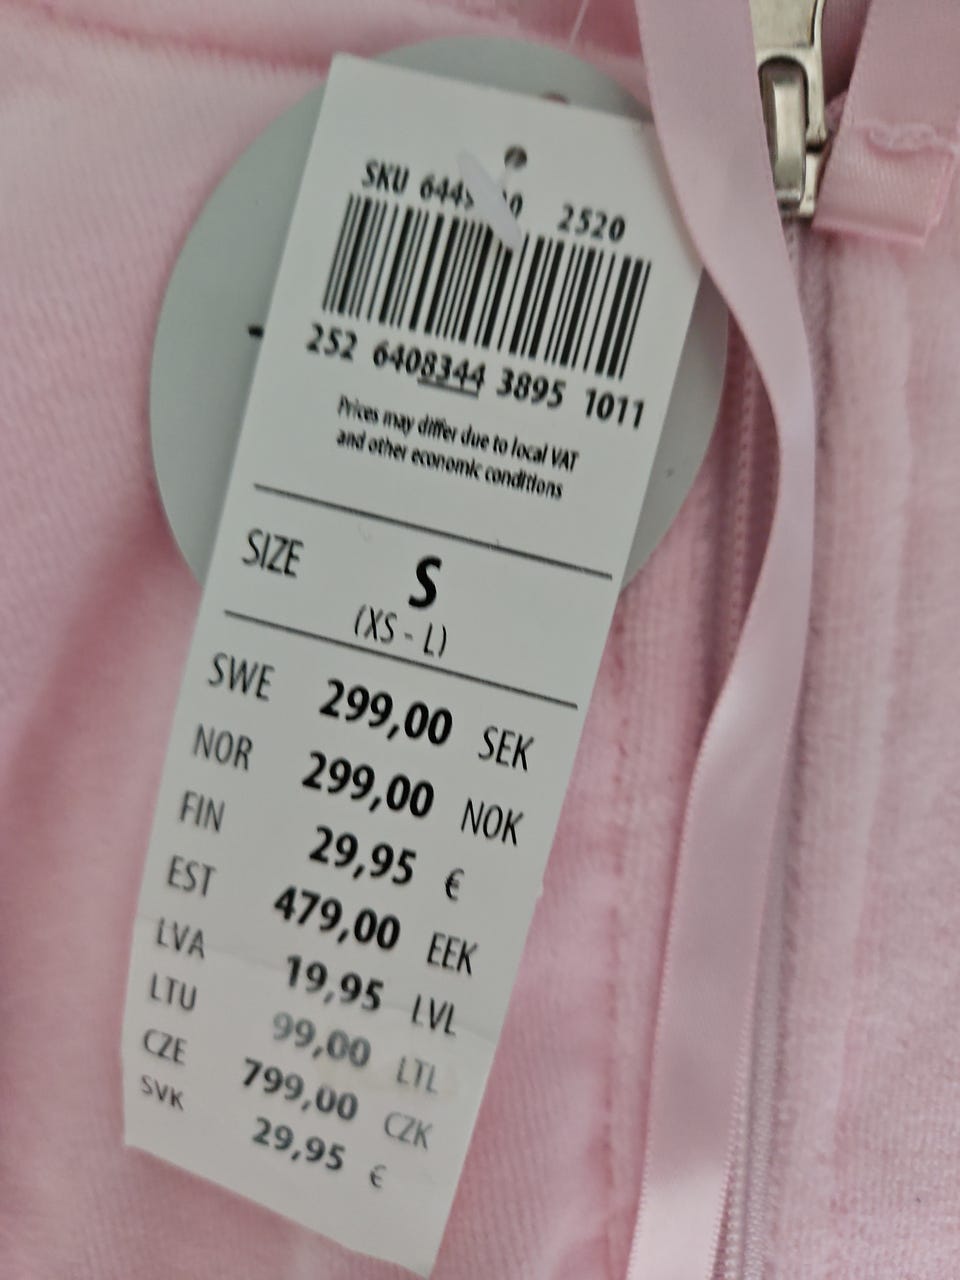 SKU 2520
252 6408344 3895 1011
Prices may differ due to local VAT
and other economic conditions
SIZE S
(XS - L)
SWE 299,00 SEK
NOR 299,00 NOK
FIN 29,95 €
EST 479,00 EEK
LVA 19,95 LVL
LTU 99,00 LTL
CZE 799,00 CZK
SVK 29,95 €